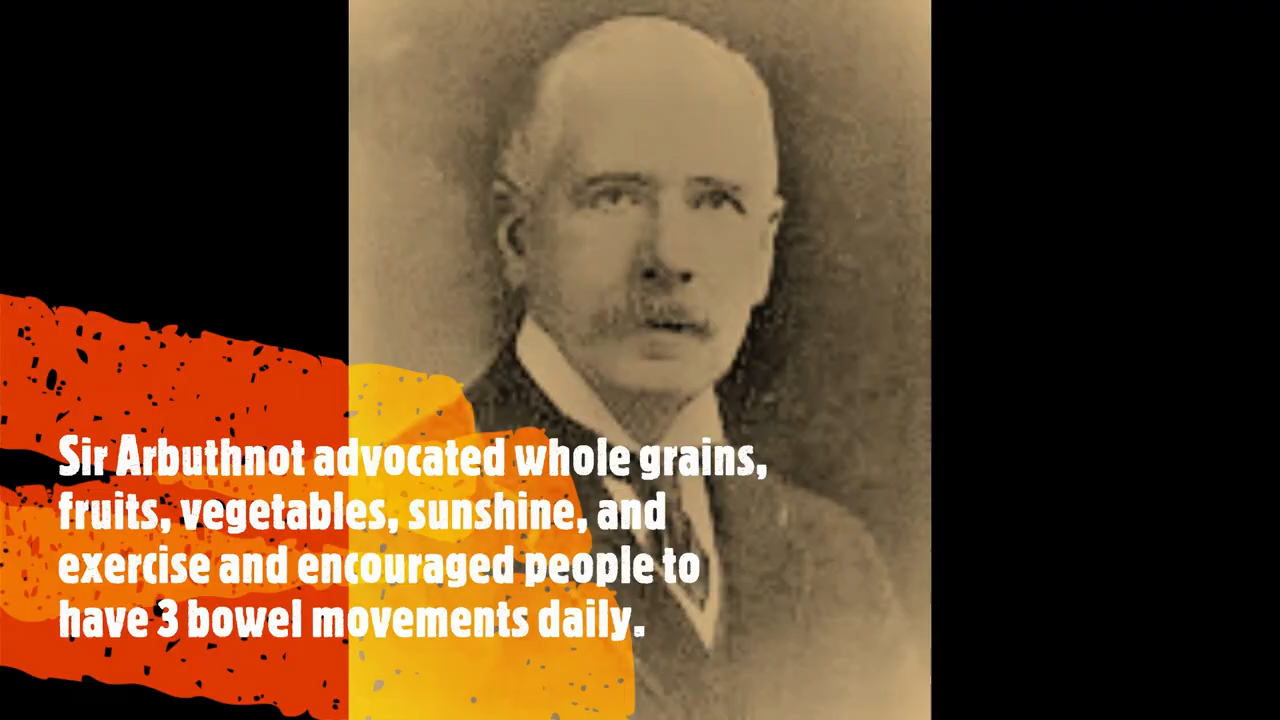 Sir Arbuthnot advocated whole grains,
fruits, vegetables, sunshine, and
exercise and encouraged people to
have 3 bowel movements daily.